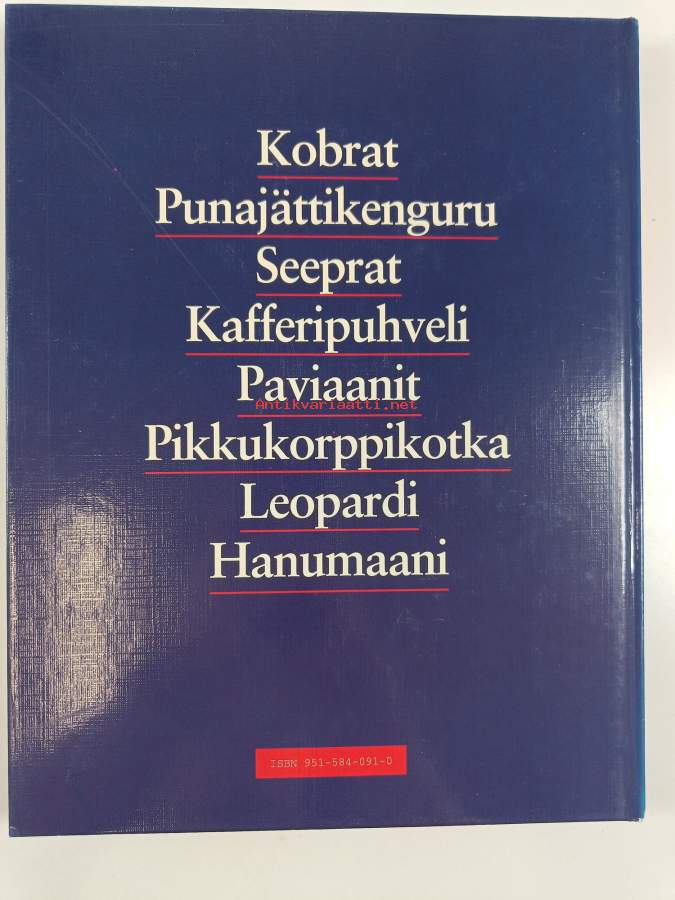 Kobrat
Punajättikenguru
Seeprat
Kafferipuhveli
Paviaanit
Antikvariaatti.net
Pikkukorppikotka
Leopardi
Hanumaani
ISBN 951-584-091-0